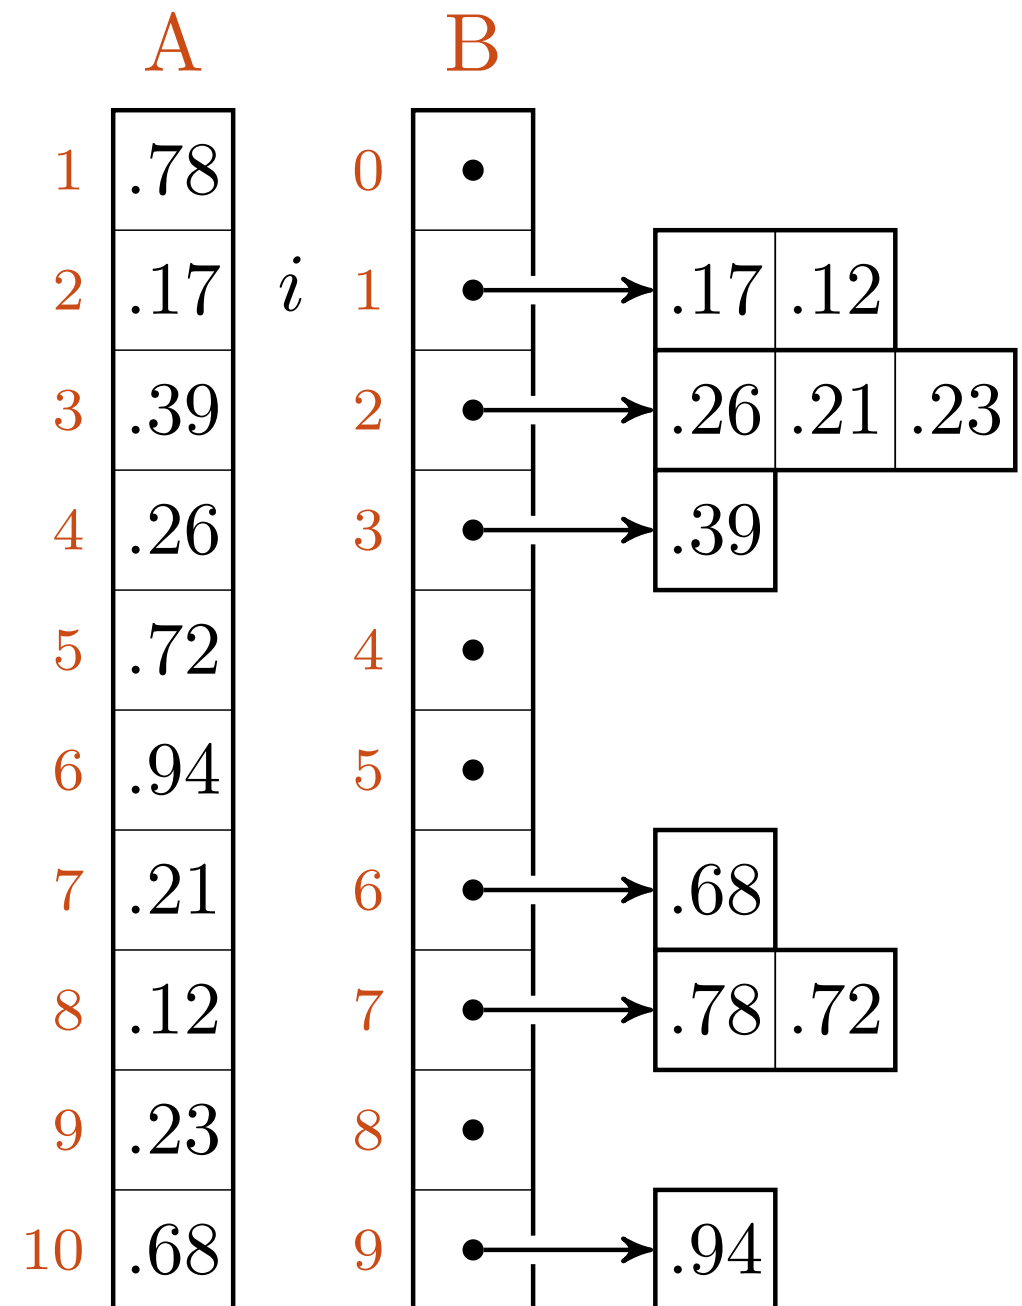 A B
1 .78 0
2 .17 i 1 .17 .12
3 .39 2 .26 .21 .23
4 .26 3 .39
5 .72 4
6 .94 5
7 .21 6 .68
8 .12 7 .78 .72
9 .23 8
10 .68 9 .94